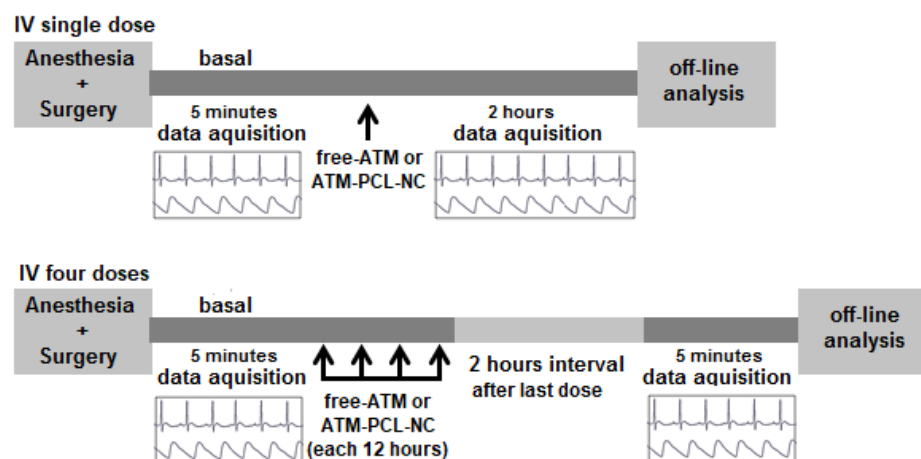 IV single dose
Anesthesia
+
Surgery
basal
off-line
analysis
5 minutes
data aquisition
2 hours
data aquisition
free-ATM or
ATM-PCL-NC
IV four doses
Anesthesia
+
Surgery
basal
off-line
analysis
5 minutes
data aquisition
2 hours interval
after last dose
5 minutes
data aquisition
free-ATM or
ATM-PCL-NC
(each 12 hours)